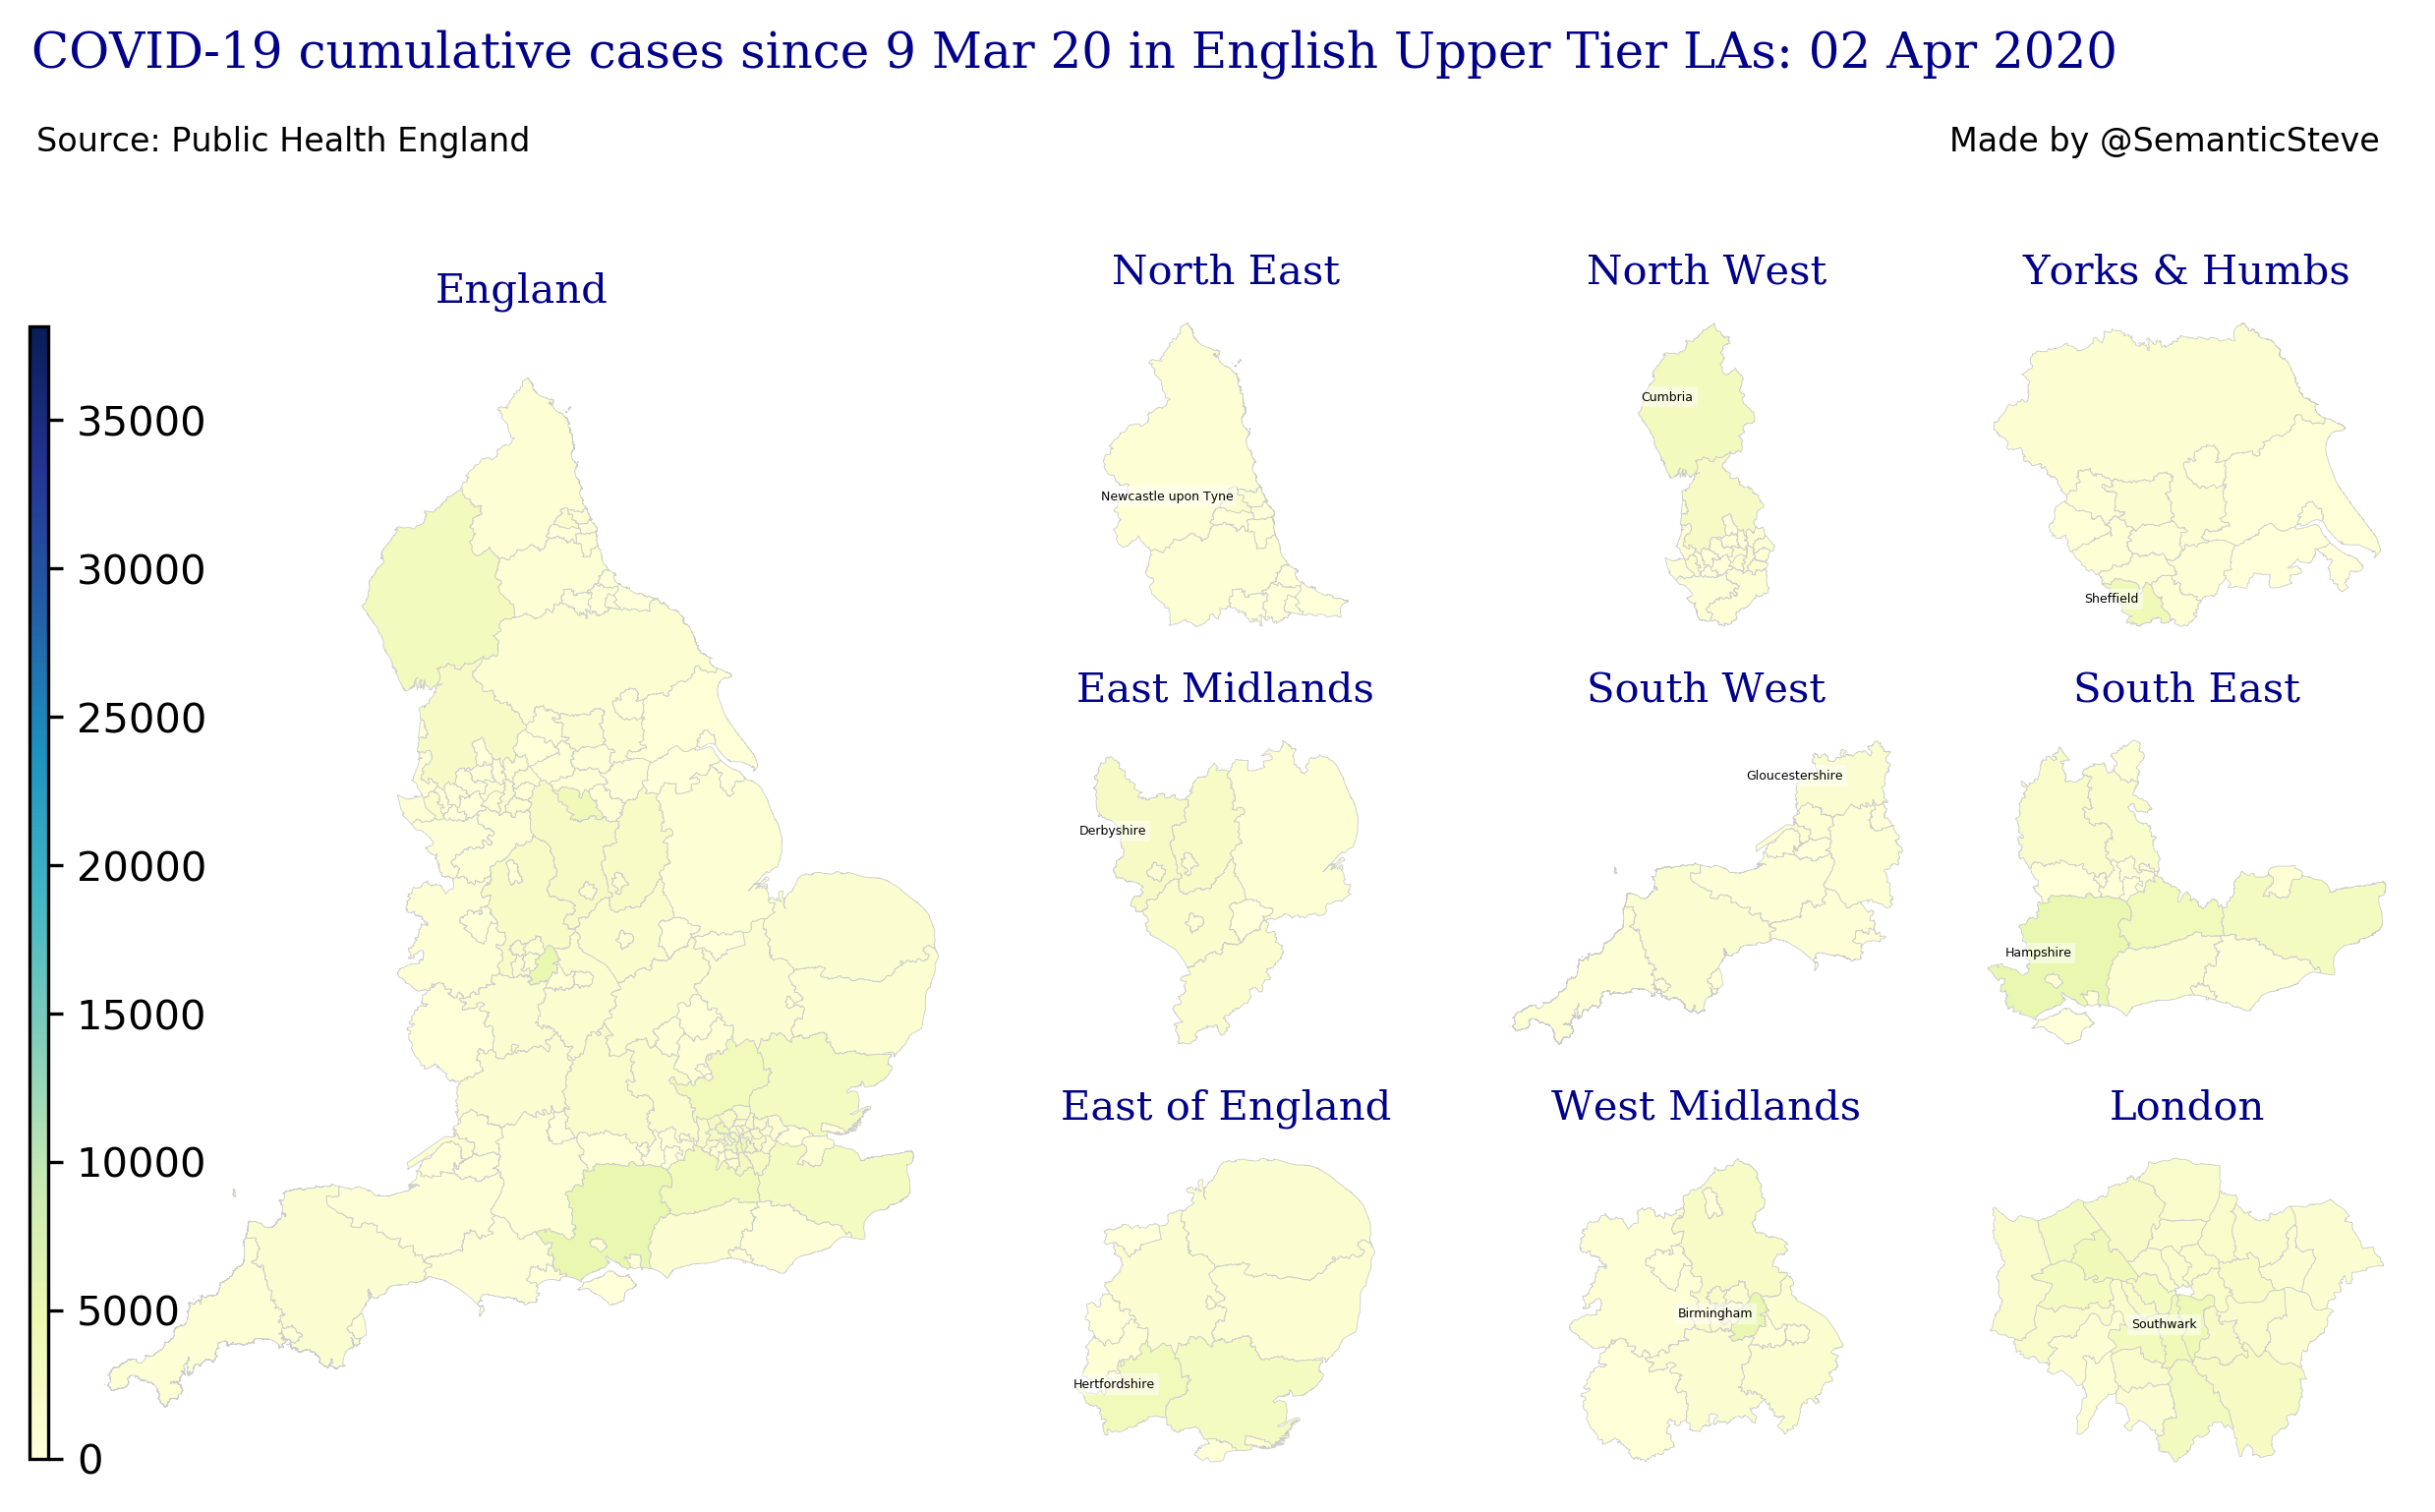 COVID-19 cumulative cases since 9 Mar 20 in English Upper Tier LAs: 02 Apr 2020
Source: Public Health England
Made by @SemanticSteve
England
35000
30000
25000
20000
15000
10000
5000
0
North East
Newcastle upon Tyne
North West
Cumbria
Yorks & Humbs
Sheffield
East Midlands
Derbyshire
South West
Gloucestershire
South East
Hampshire
East of England
Hertfordshire
West Midlands
Birmingham
London
Southwark